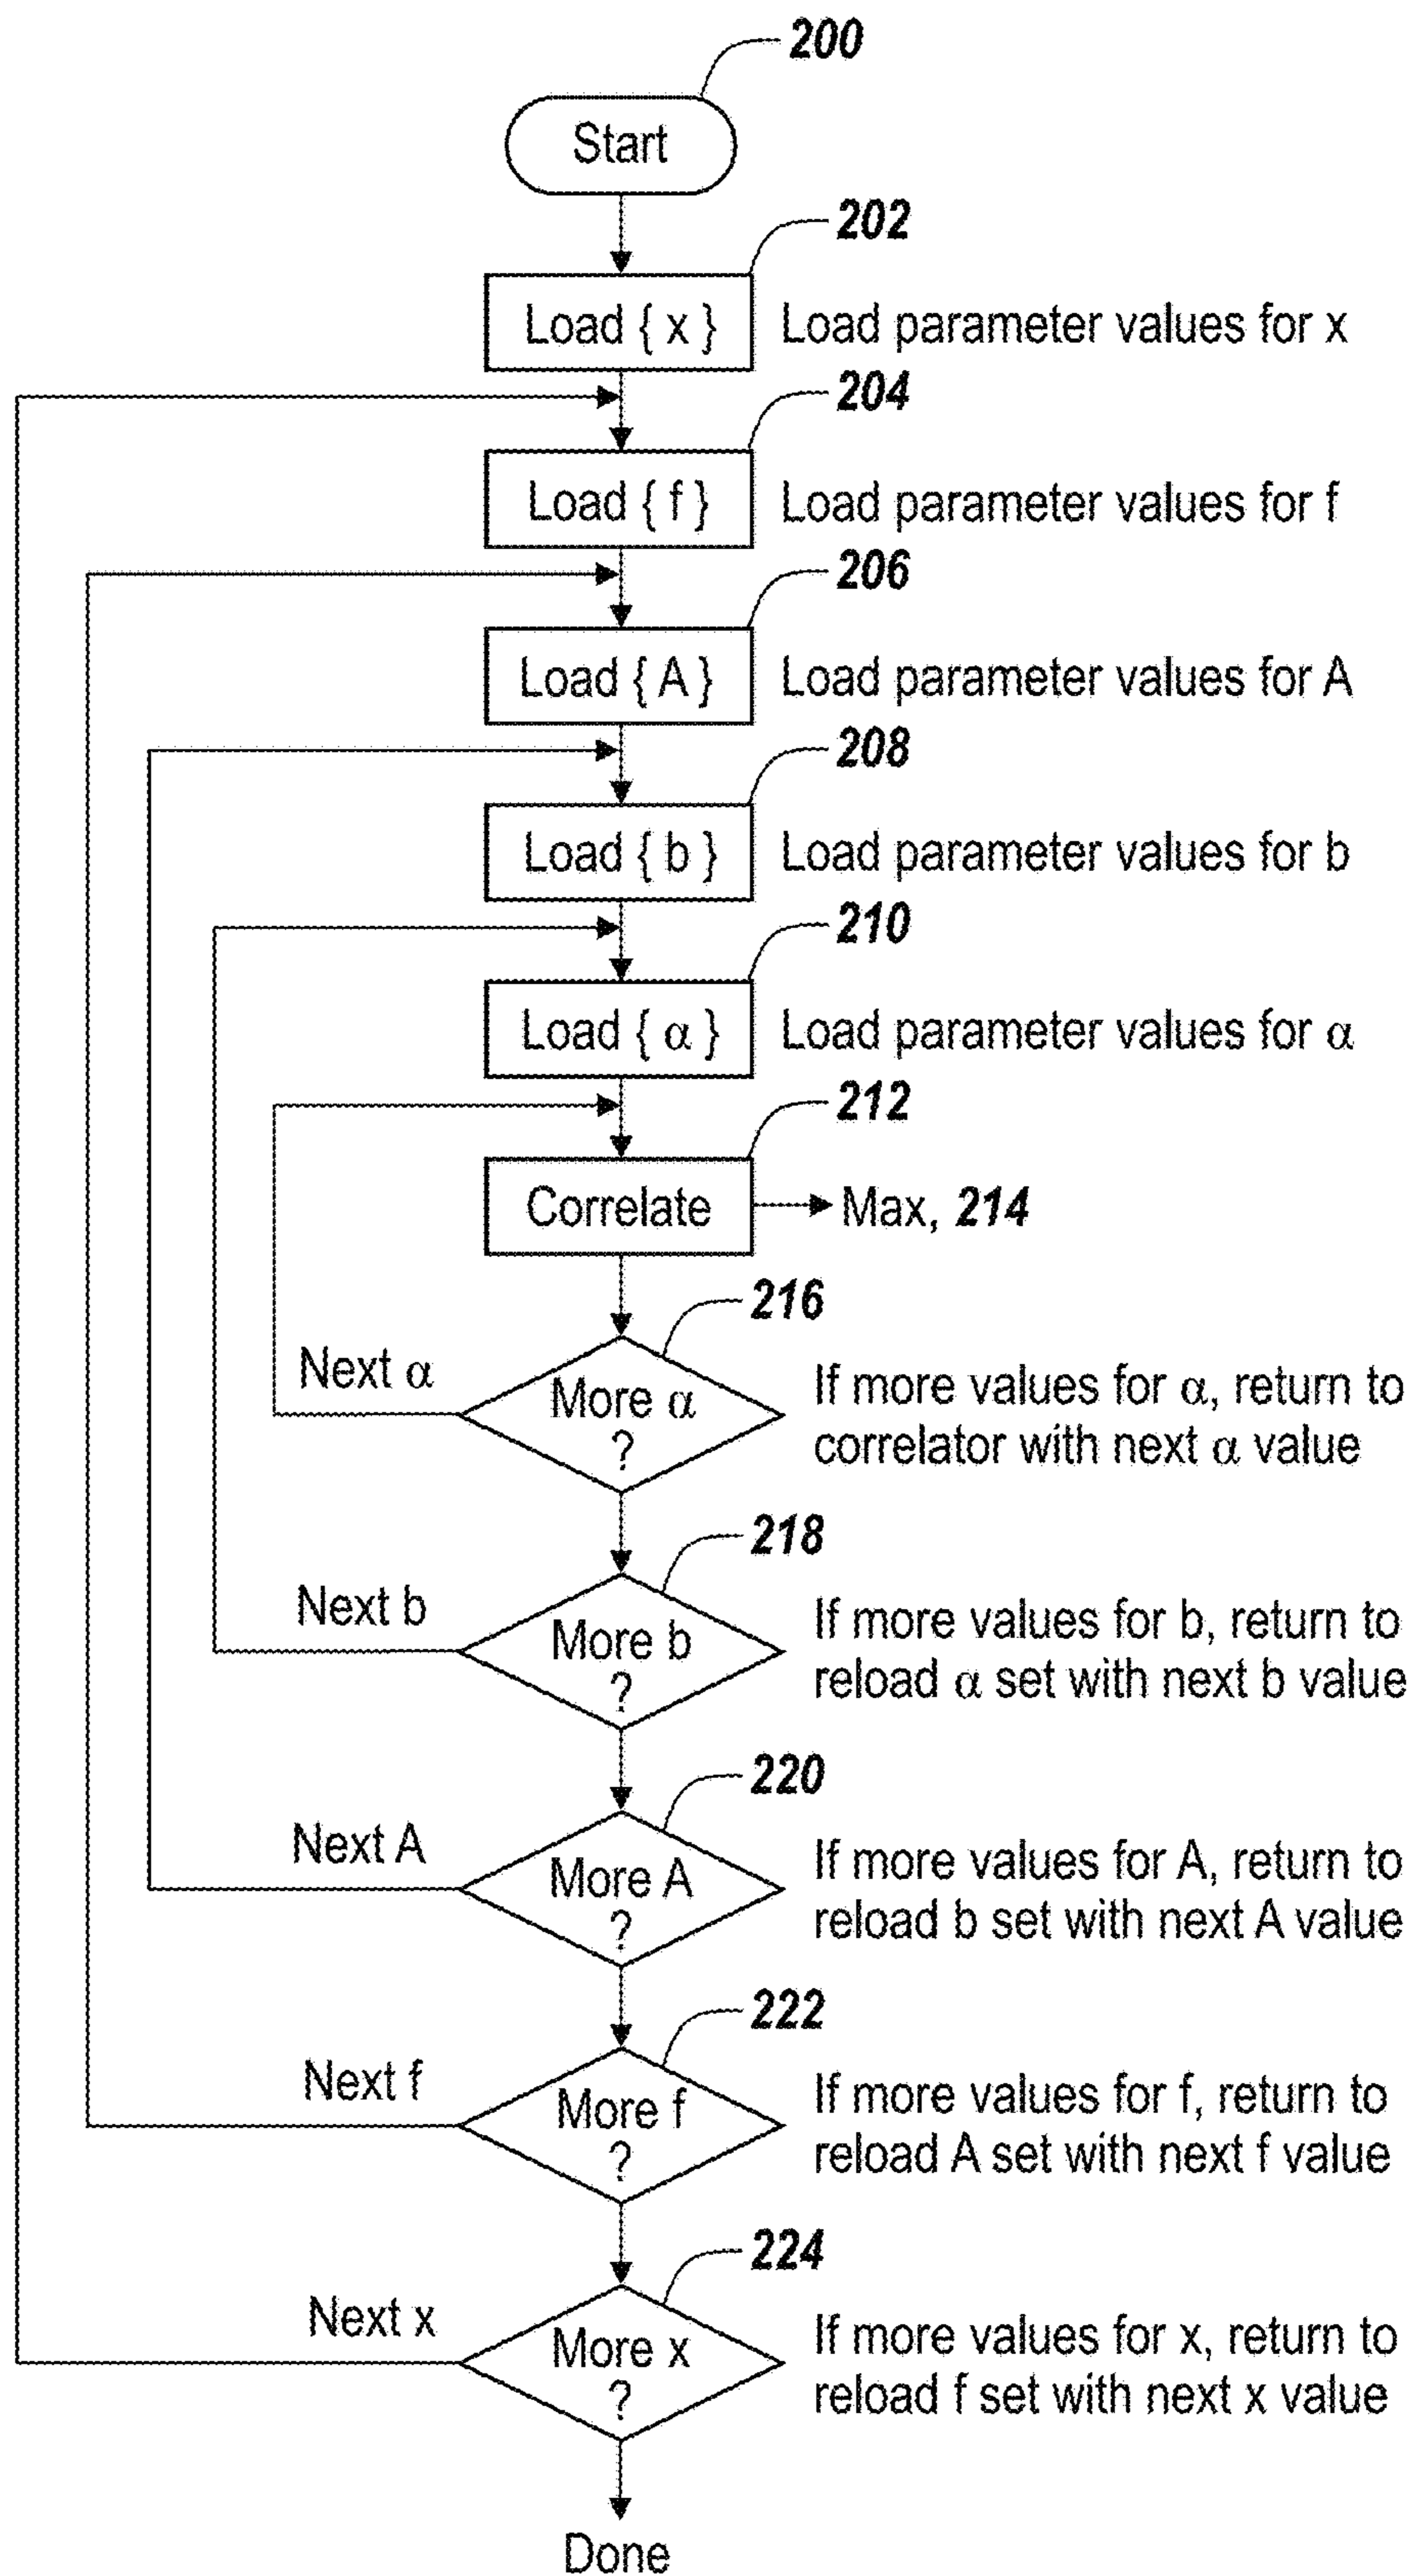 200
Start
202
Load { x } Load parameter values for x
204
Load { f } Load parameter values for f
206
Load { A } Load parameter values for A
208
Load { b } Load parameter values for b
210
Load { α } Load parameter values for α
212
Correlate Max, 214
216
Next α
More α
?
If more values for α, return to
correlator with next α value
218
Next b
More b
?
If more values for b, return to
reload α set with next b value
220
Next A
More A
?
If more values for A, return to
reload b set with next A value
222
Next f
More f
?
If more values for f, return to
reload A set with next f value
224
Next x
More x
?
If more values for x, return to
reload f set with next x value
Done